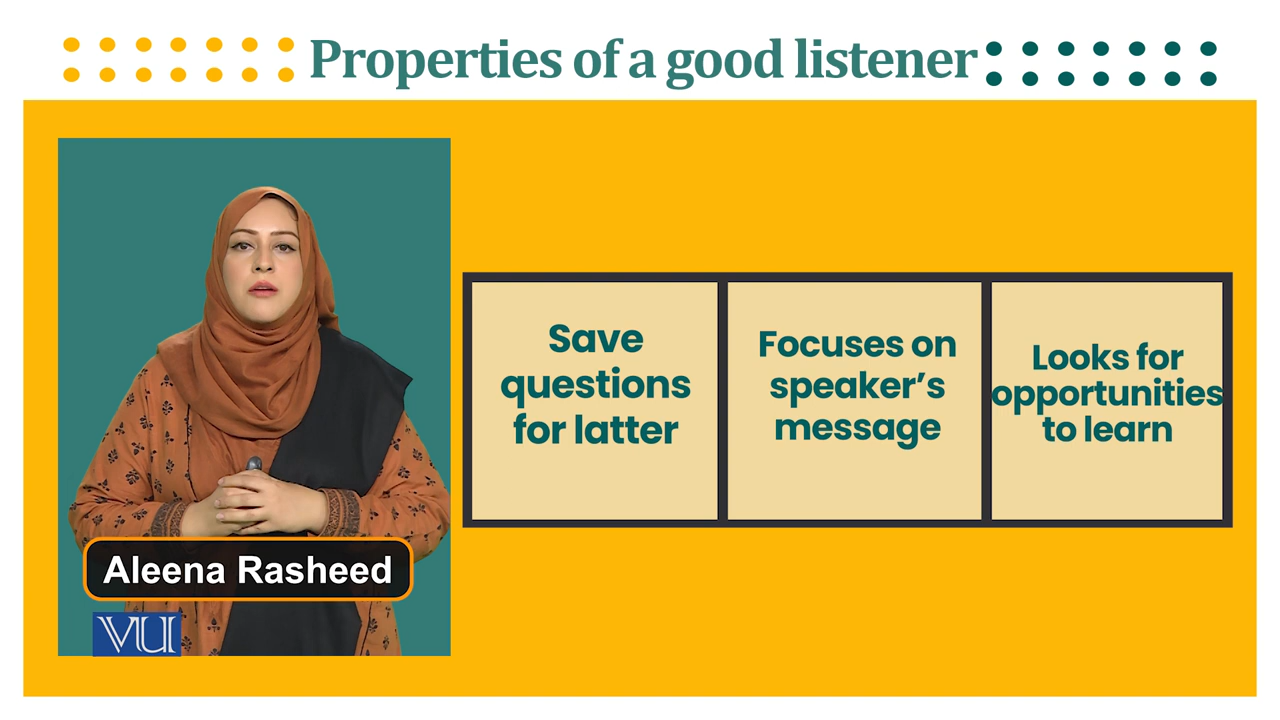 Properties of a good listener
Save
questions
for latter
Focuses on
speaker’s
message
Looks for
opportunities
to learn
Aleena Rasheed
VU